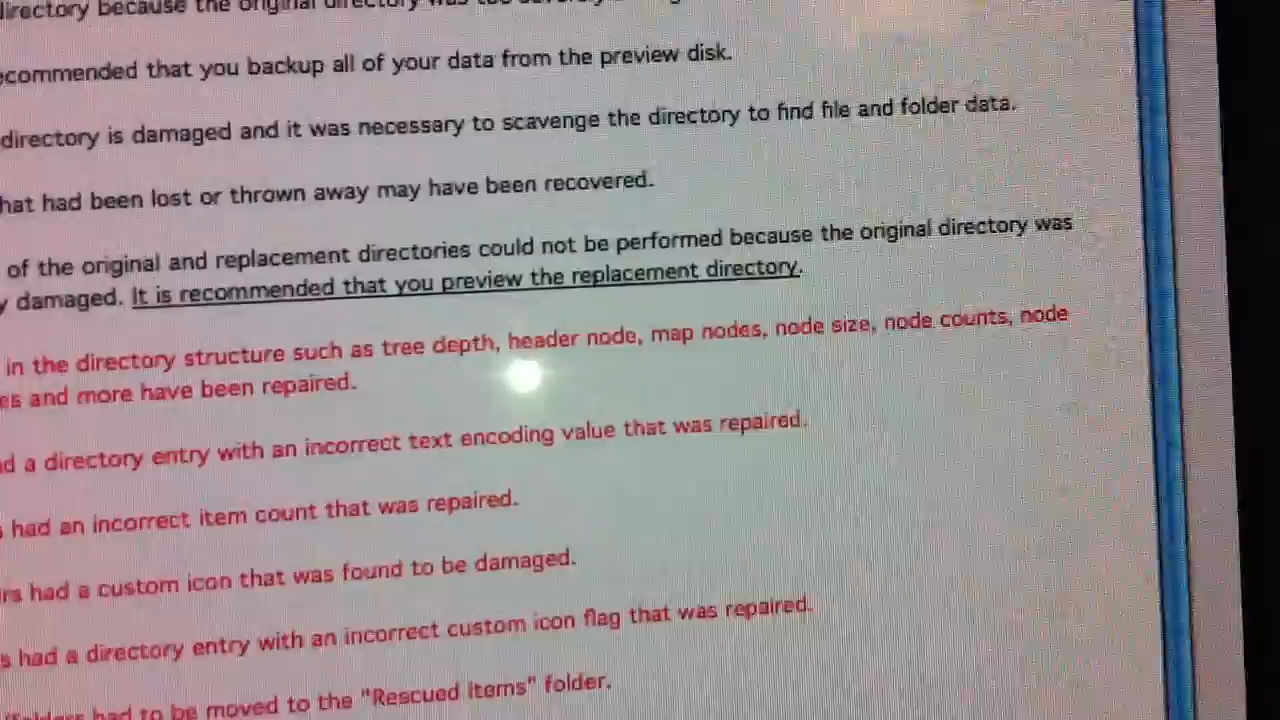 directory because the original directory was too severely
recommended that you backup all of your data from the preview disk.
directory is damaged and it was necessary to scavenge the directory to find file and folder data.
hat had been lost or thrown away may have been recovered.
of the original and replacement directories could not be performed because the original directory was
y damaged. It is recommended that you preview the replacement directory.
in the directory structure such as tree depth, header node, map nodes, node size, node counts, node
es and more have been repaired.
d a directory entry with an incorrect text encoding value that was repaired.
s had an incorrect item count that was repaired.
rs had a custom icon that was found to be damaged.
s had a directory entry with an incorrect custom icon flag that was repaired.
folders had to be moved to the "Rescued Items" folder.